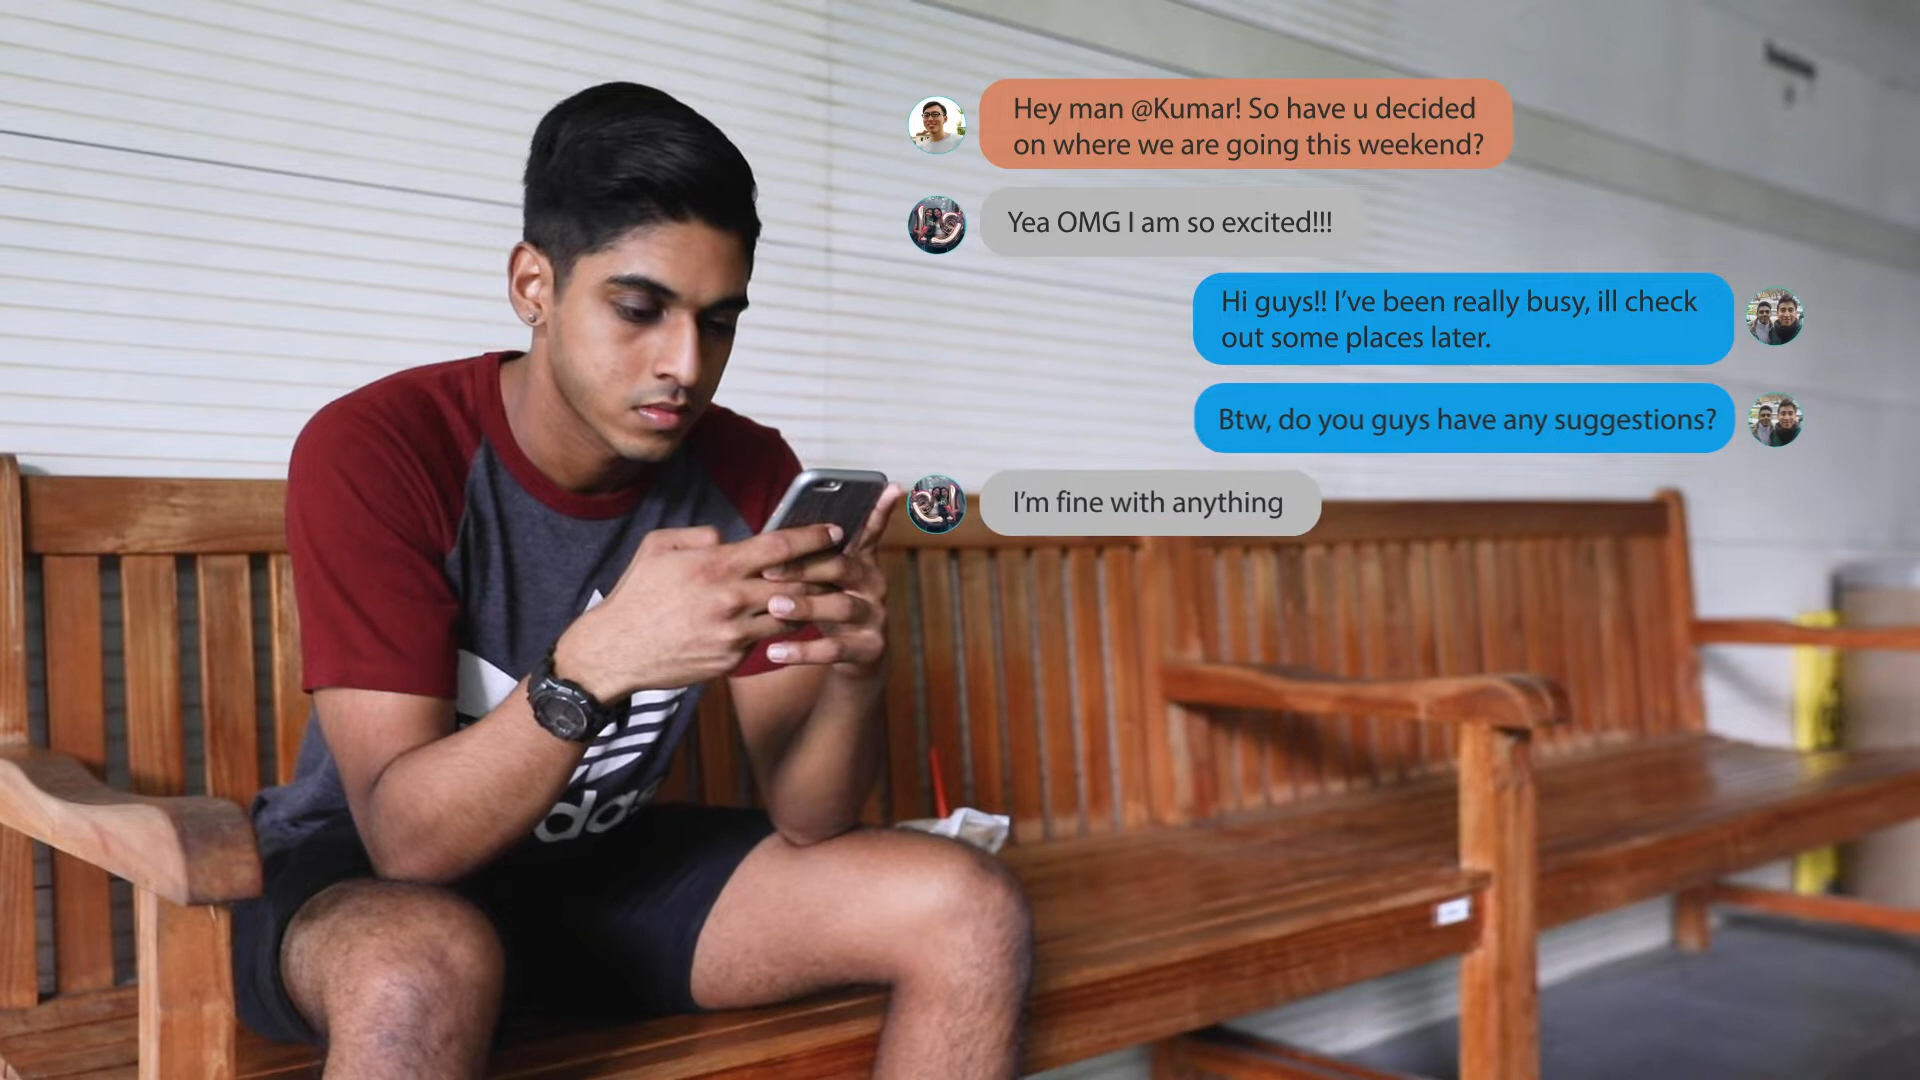 Hey man @Kumar! So have u decided
on where we are going this weekend?
Yea OMG I am so excited!!!
Hi guys!! I've been really busy, ill check
out some places later.
Btw, do you guys have any suggestions?
I'm fine with anything
das